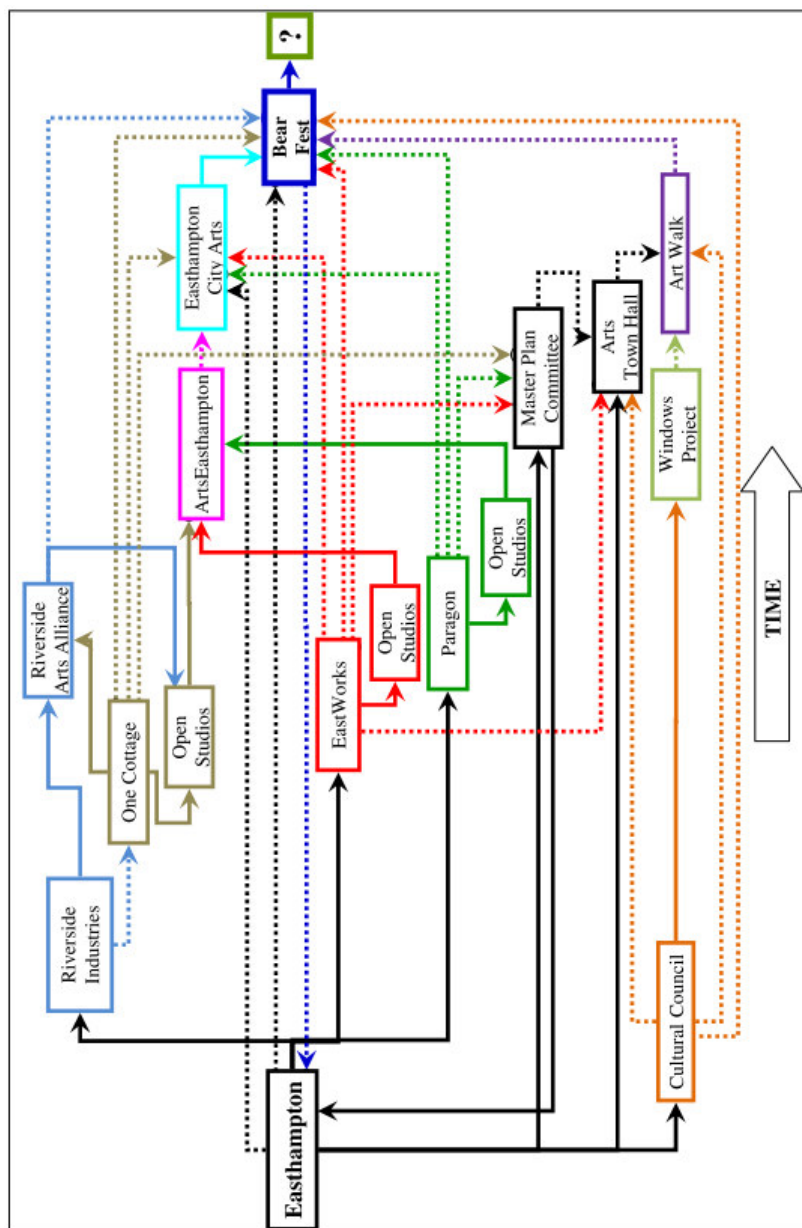 Easthampton
Riverside
Industries
One Cottage
Open
Studios
Riverside
Arts Alliance
ArtsEasthampton
Easthampton
City Arts
Bear
Fest
?
EastWorks
Open
Studios
Paragon
Open
Studios
Master Plan
Committee
Arts
Town Hall
Cultural Council
Windows
Project
Art Walk
TIME